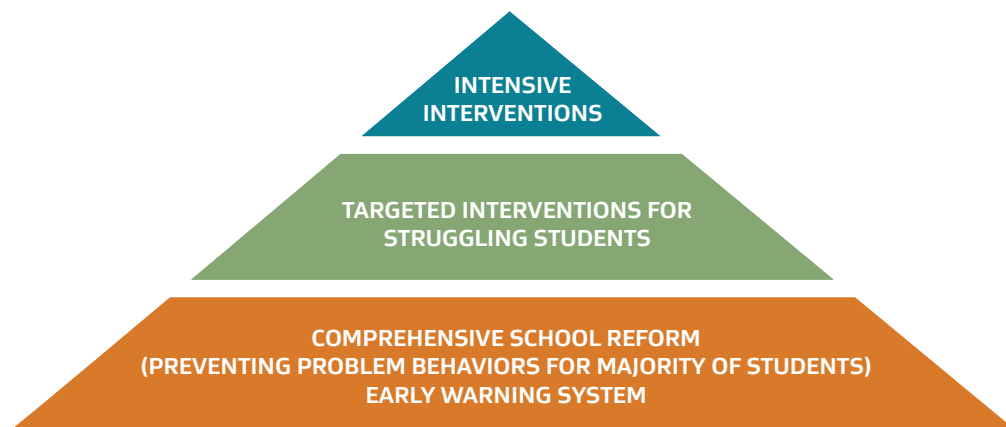 INTENSIVE
INTERVENTIONS
TARGETED INTERVENTIONS FOR
STRUGGLING STUDENTS
COMPREHENSIVE SCHOOL REFORM
(PREVENTING PROBLEM BEHAVIORS FOR MAJORITY OF STUDENTS)
EARLY WARNING SYSTEM